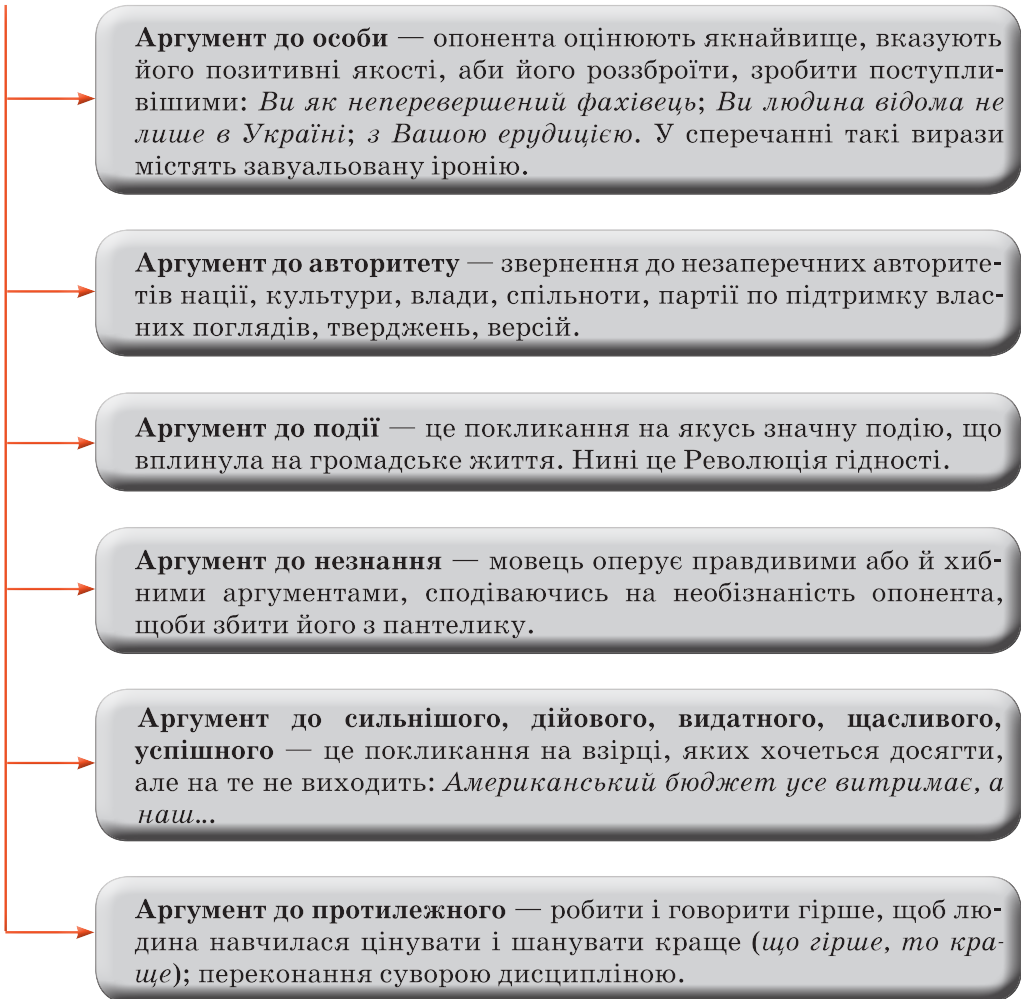 Аргумент до особи — опонента оцінюють якнайвище, вказують
його позитивні якості, аби його роззброїти, зробити поступли-
вішими: Ви як неперевершений фахівець; Ви людина відома не
лише в Україні; з Вашою ерудицією. У сперечанні такі вирази
містять завуальовану іронію.
Аргумент до авторитету — звернення до незаперечних авторите-
тів нації, культури, влади, спільноти, партії по підтримку влас-
них поглядів, тверджень, версій.
Аргумент до події — це покликання на якусь значну подію, що
вплинула на громадське життя. Нині це Революція гідності.
Аргумент до незнання — мовець оперує правдивими або й хиб-
ними аргументами, сподіваючись на необізнаність опонента,
щоби збити його з пантелику.
Аргумент до сильнішого, дійового, видатного, щасливого,
успішного — це покликання на взірці, яких хочеться досягти,
але на те не виходить: Американський бюджет усе витримає, а
наш...
Аргумент до протилежного — робити і говорити гірше, щоб лю-
дина навчилася цінувати і шанувати краще (що гірше, то кра-
ще); переконання суворою дисципліною.